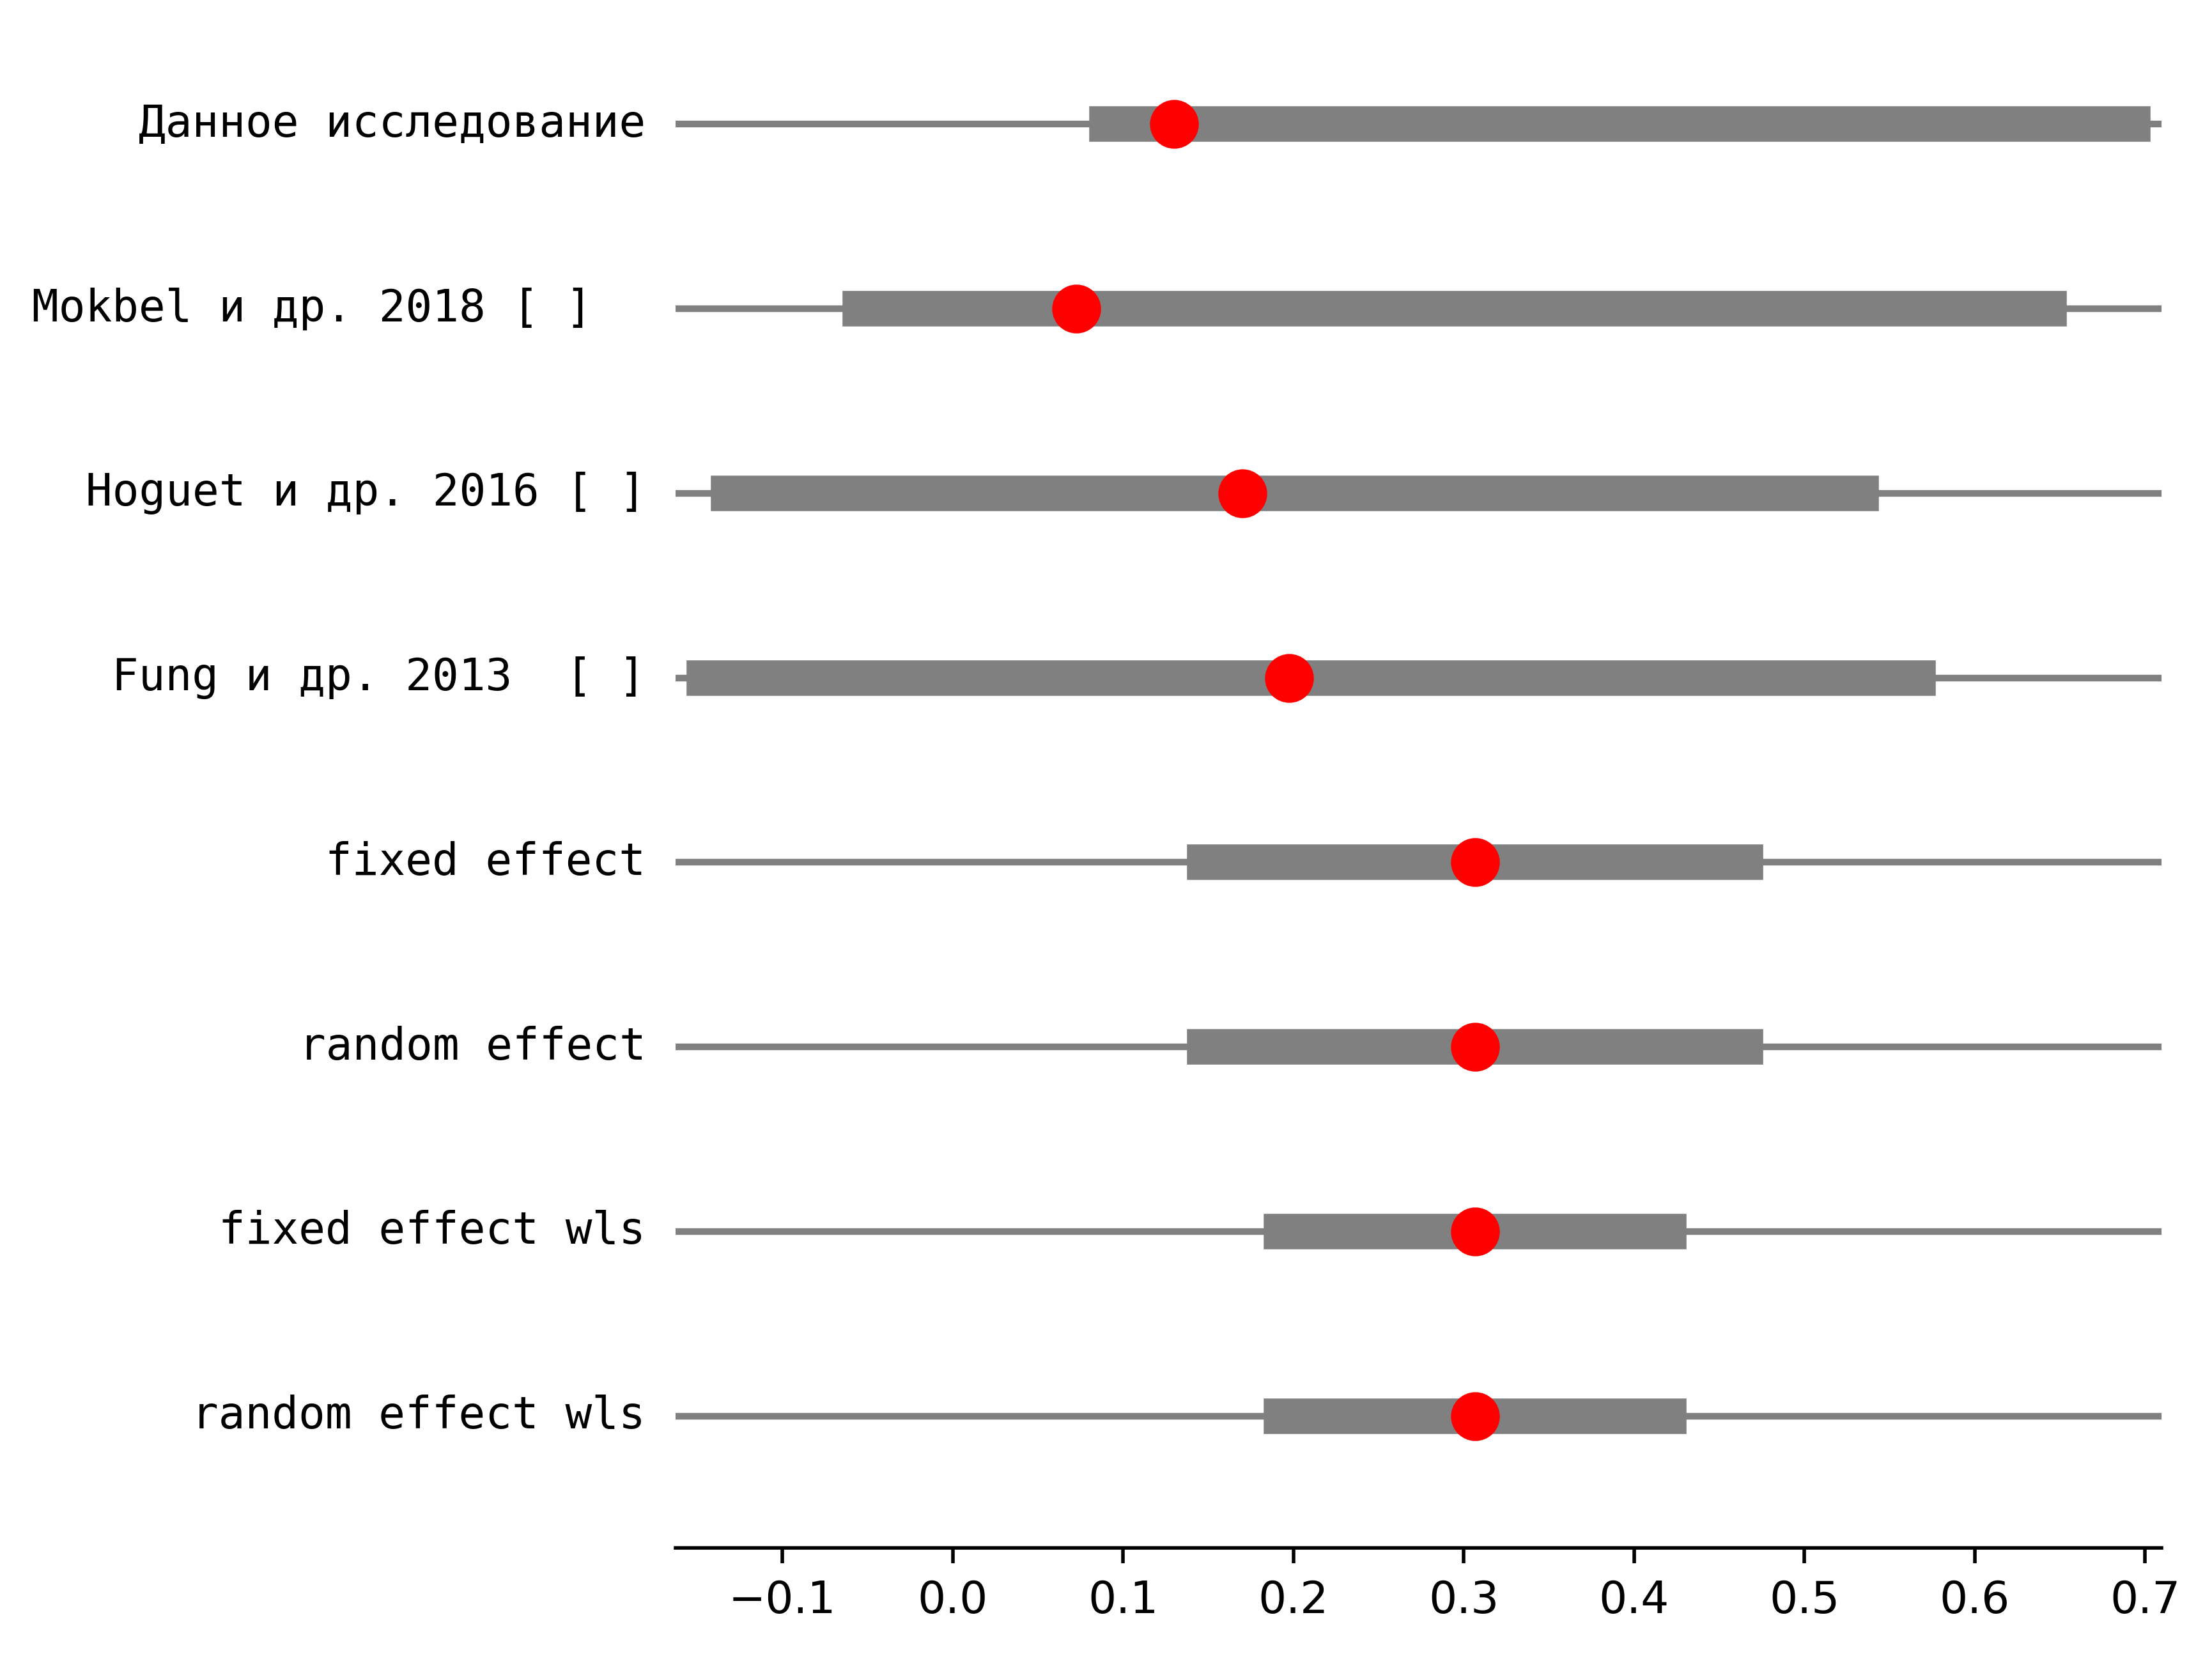 Данное исследование
Mokbel и др. 2018 [ ]
Hoguet и др. 2016 [ ]
Fung и др. 2013  [ ]
fixed effect
random effect
fixed effect wls
random effect wls
−0.1 0.0 0.1 0.2 0.3 0.4 0.5 0.6 0.7